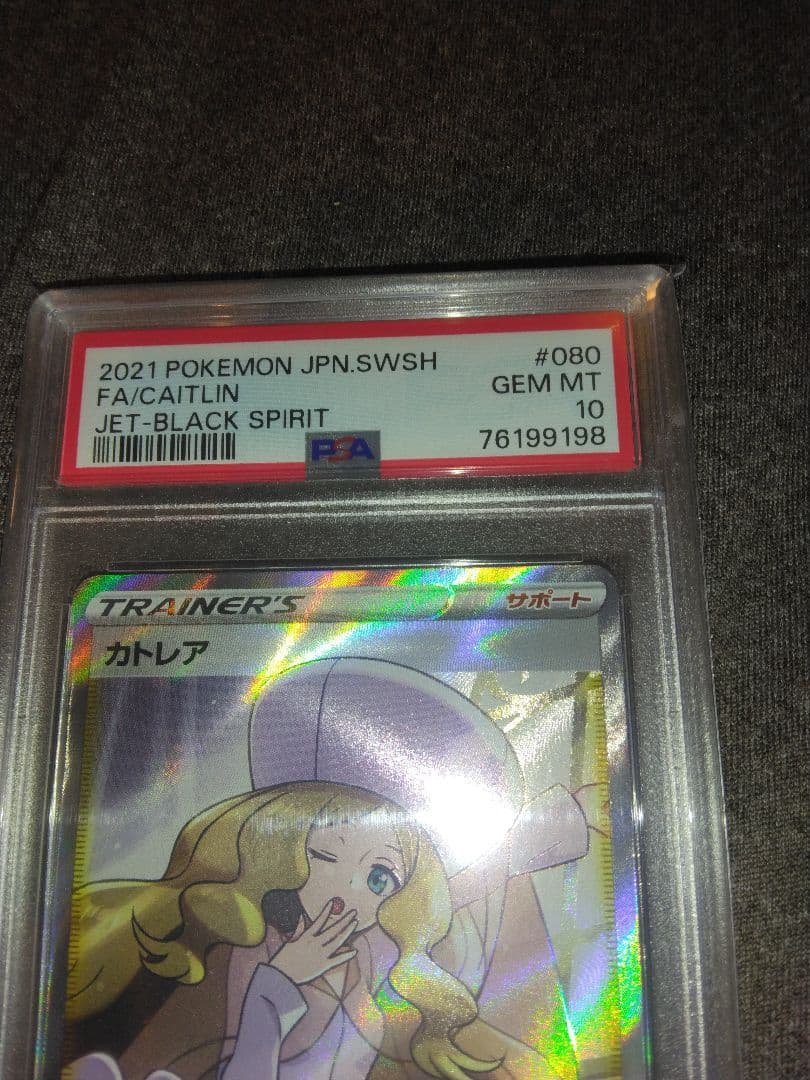 2021 POKEMON JPN.SWSH #080
FA/CAITLIN GEM MT
JET-BLACK SPIRIT 10
PSA 76199198
TRAINER'S サポート
カトレア